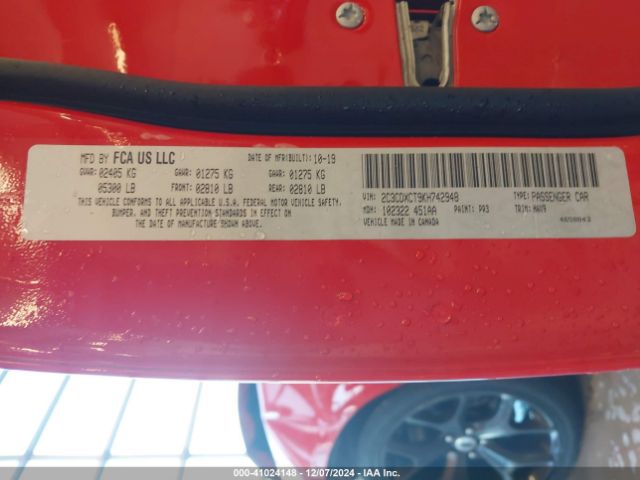 MFD BY FCA US LLC
DATE OF MFR(BUILT): 10-19
GVWR: 02405 KG GAWR: 01275 KG GAWR: 01275 KG
05300 LB FRONT: 02810 LB REAR: 02810 LB
THIS VEHICLE CONFORMS TO ALL APPLICABLE U.S.A. FEDERAL MOTOR VEHICLE SAFETY,
BUMPER, AND THEFT PREVENTION STANDARDS IN EFFECT ON
THE DATE OF MANUFACTURE SHOWN ABOVE.
VIN: 2C3CDXCT9KH742948 TYPE: PASSENGER CAR
MDH: 102322 451AA PAINT: PR3 TRIM: HAX9
VEHICLE MADE IN CANADA
000-41024148 - 12/07/2024 - IAA Inc.